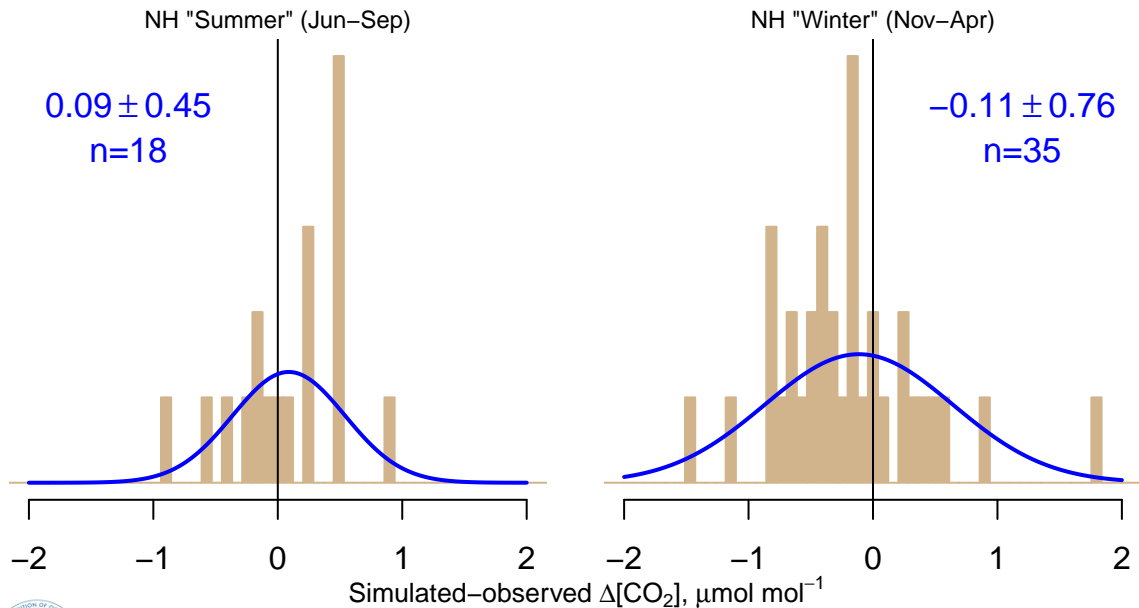 NH "Summer" (Jun−Sep)
0.09 ± 0.45
n=18
−2 −1 0 1 2
NH "Winter" (Nov−Apr)
−0.11 ± 0.76
n=35
−2 −1 0 1 2
Simulated−observed Δ[CO₂], μmol mol⁻¹